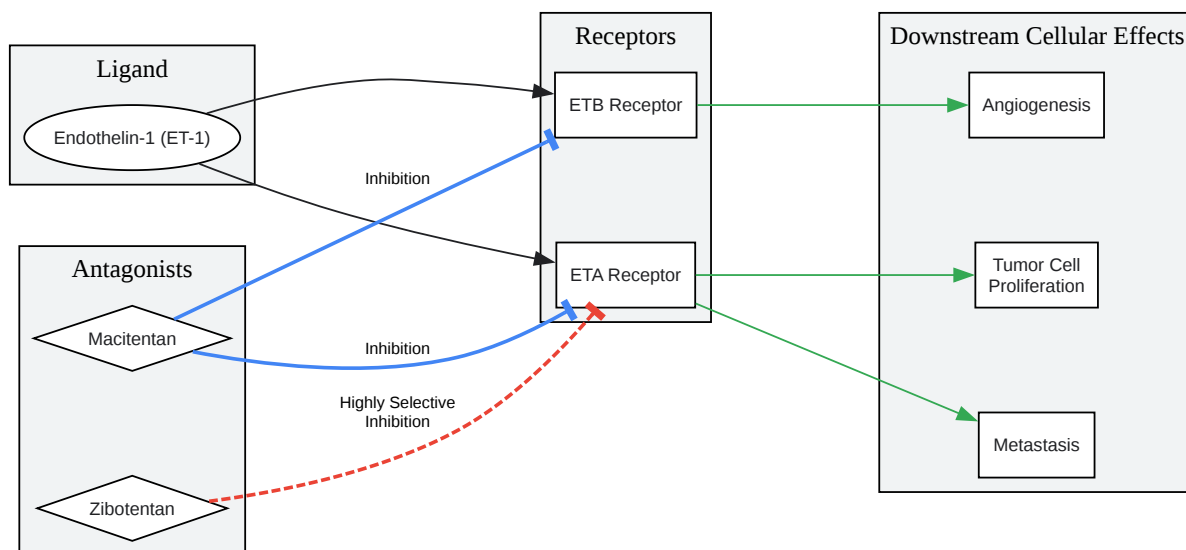 Ligand
Endothelin-1 (ET-1)
Antagonists
Macitentan
Zibotentan
Inhibition
Inhibition
Highly Selective
Inhibition
Receptors
ETB Receptor
ETA Receptor
Downstream Cellular Effects
Angiogenesis
Tumor Cell
Proliferation
Metastasis